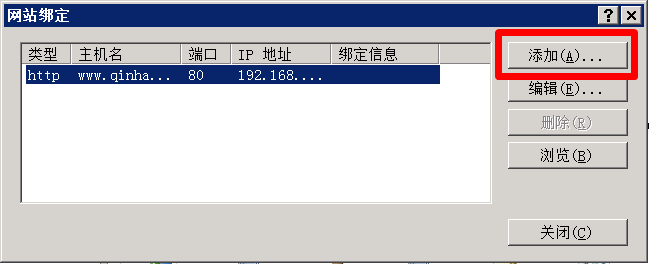 网站绑定
类型 主机名 端口 IP 地址 绑定信息
http www.qinha... 80 192.168....
添加(A)...
编辑(E)...
删除(R)
浏览(B)
关闭(C)